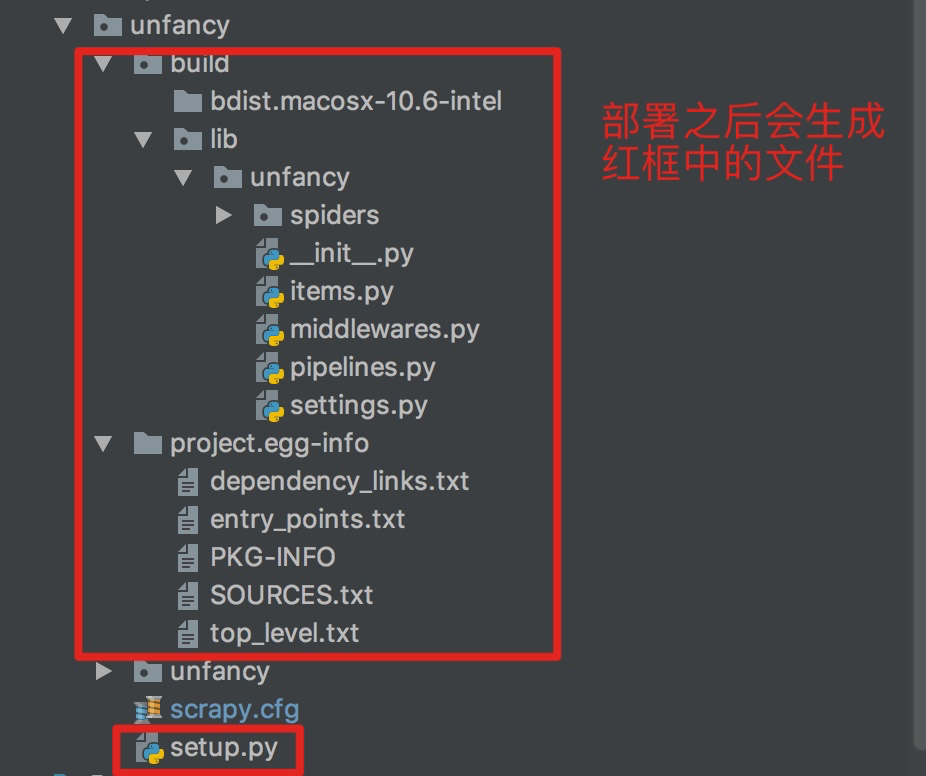 unfancy
build
bdist.macosx-10.6-intel
部署之后会生成
红框中的文件
lib
unfancy
spiders
__init__.py
items.py
middlewares.py
pipelines.py
settings.py
project.egg-info
dependency_links.txt
entry_points.txt
PKG-INFO
SOURCES.txt
top_level.txt
unfancy
scrapy.cfg
setup.py